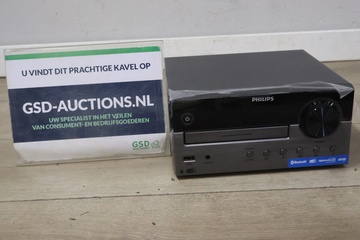 U VINDT DIT PRACHTIGE KAVEL OP
GSD-AUCTIONS.NL
UW SPECIALIST IN HET VEILEN
VAN CONSUMENT- EN BEDRIJFSGOEDEREN
GSD
PHILIPS
Bluetooth